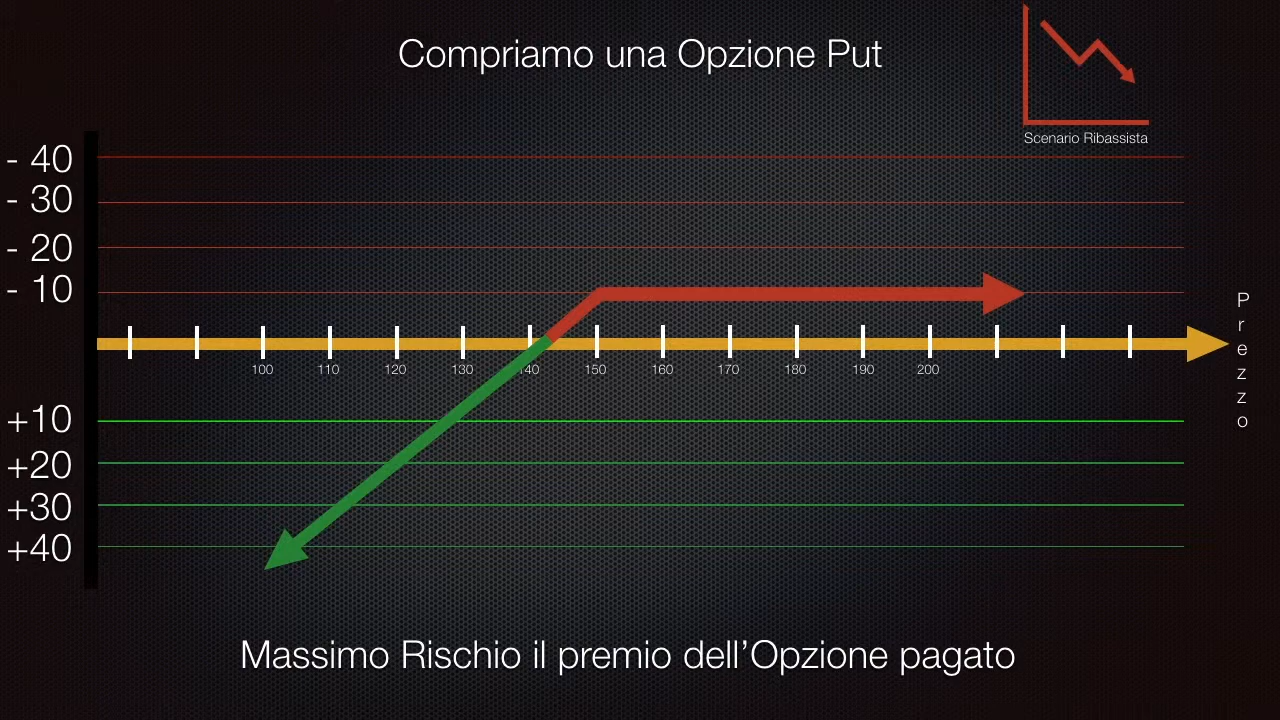 Compriamo una Opzione Put
Scenario Ribassista
- 40
- 30
- 20
- 10
Prezzo
100 110 120 130 140 150 160 170 180 190 200
+10
+20
+30
+40
Massimo Rischio il premio dell’Opzione pagato